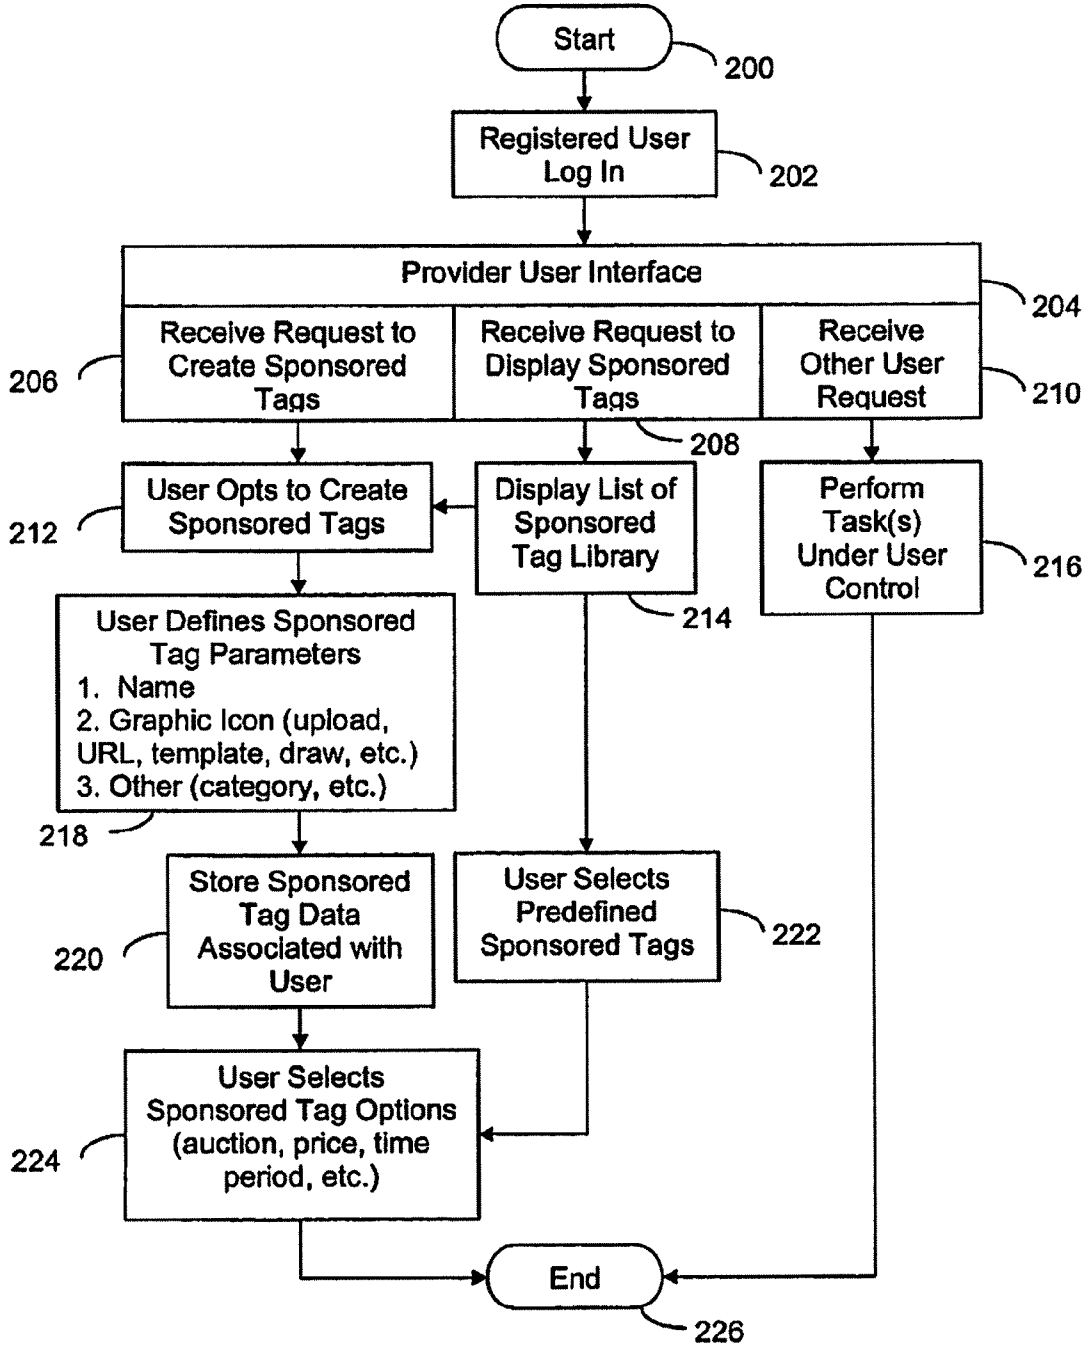 Start
200
Registered User
Log In
202
Provider User Interface
204
Receive Request to
Create Sponsored
Tags
206
Receive Request to
Display Sponsored
Tags
208
Receive
Other User
Request
210
User Opts to Create
Sponsored Tags
212
Display List of
Sponsored
Tag Library
214
Perform
Task(s)
Under User
Control
216
User Defines Sponsored
Tag Parameters
1. Name
2. Graphic Icon (upload,
URL, template, draw, etc.)
3. Other (category, etc.)
218
Store Sponsored
Tag Data
Associated with
User
220
User Selects
Predefined
Sponsored Tags
222
User Selects
Sponsored Tag Options
(auction, price, time
period, etc.)
224
End
226